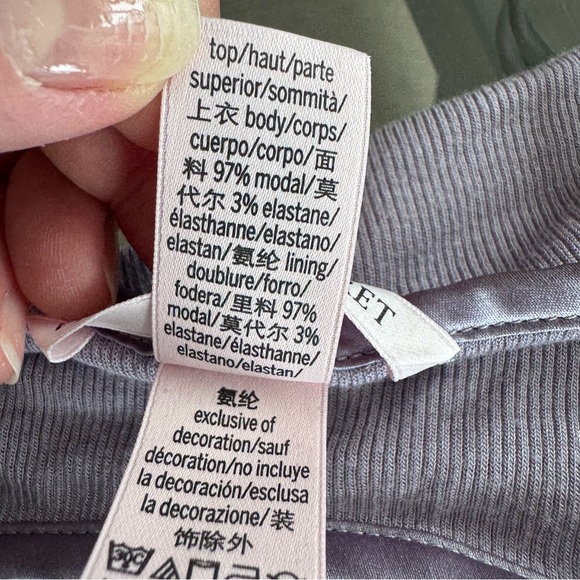 top/haut/parte
superior/sommità/
上衣 body/corps/
cuerpo/corpo/面
料 97% modal/莫
代尔 3% elastane/
élasthanne/elastano/
elastan/氨纶 lining/
doublure/forro/
fodera/里料 97%
modal/莫代尔 3%
elastane/élasthanne/
elastano/elastan/
ET
氨纶
exclusive of
decoration/sauf
décoration/no incluye
la decoración/esclusa
la decorazione/装
饰除外